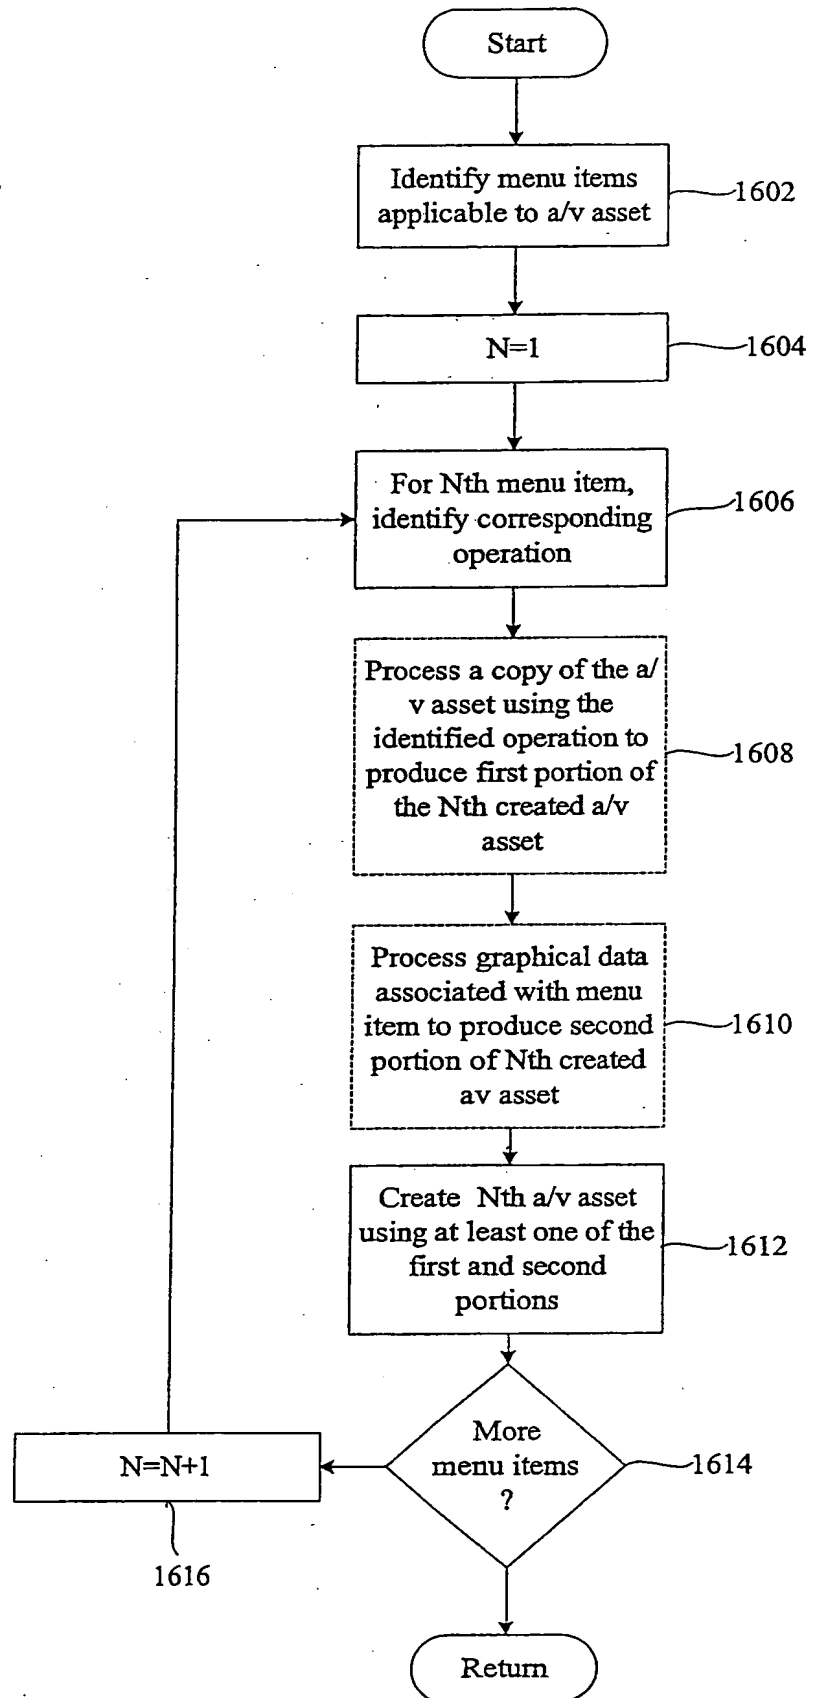 Start
Identify menu items
applicable to a/v asset
1602
N=1
1604
For Nth menu item,
identify corresponding
operation
1606
Process a copy of the a/
v asset using the
identified operation to
produce first portion of
the Nth created a/v
asset
1608
Process graphical data
associated with menu
item to produce second
portion of Nth created
av asset
1610
Create Nth a/v asset
using at least one of the
first and second
portions
1612
More
menu items
?
1614
N=N+1
1616
Return